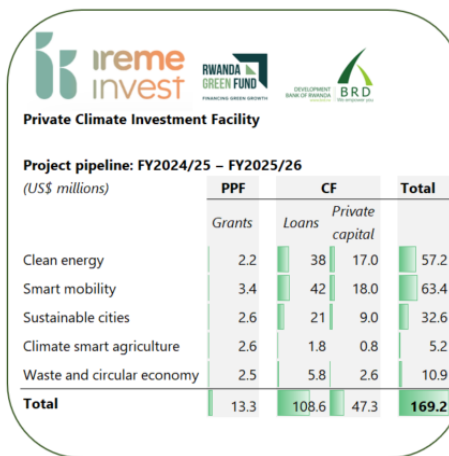 ireme
invest
RWANDA
GREEN FUND
FINANCING GREEN GROWTH
DEVELOPMENT
BANK OF RWANDA
BRD
Private Climate Investment Facility
Project pipeline: FY2024/25 – FY2025/26
(US$ millions) PPF CF Total
Grants Loans Private
capital
Clean energy 2.2 38 17.0 57.2
Smart mobility 3.4 42 18.0 63.4
Sustainable cities 2.6 21 9.0 32.6
Climate smart agriculture 2.6 1.8 0.8 5.2
Waste and circular economy 2.5 5.8 2.6 10.9
Total 13.3 108.6 47.3 169.2